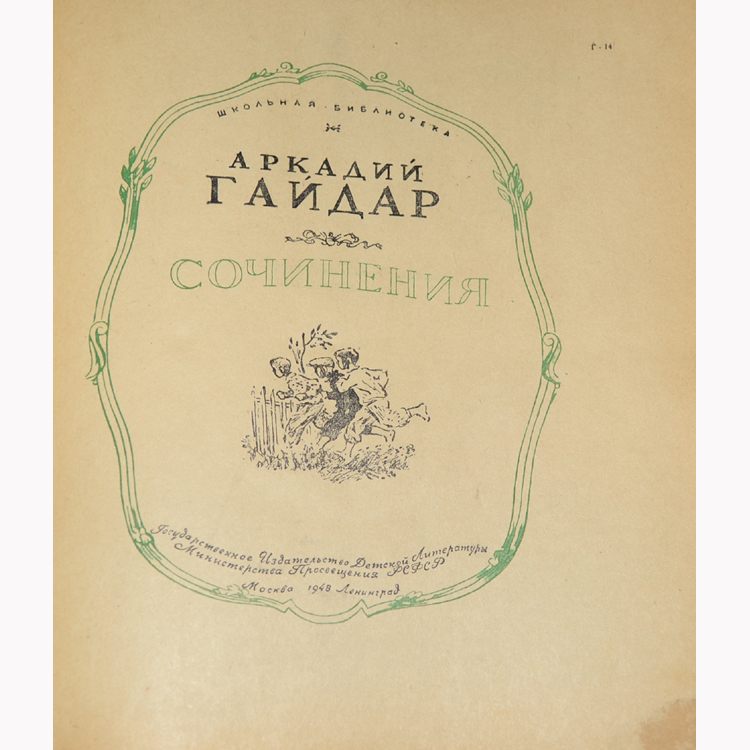 Г-14
ШКОЛЬНАЯ · БИБЛИОТЕКА
АРКАДИЙ
ГАЙДАР
СОЧИНЕНИЯ
Государственное Издательство Детской Литературы
Министерства Просвещения РСФСР
Москва 1948 Ленинград